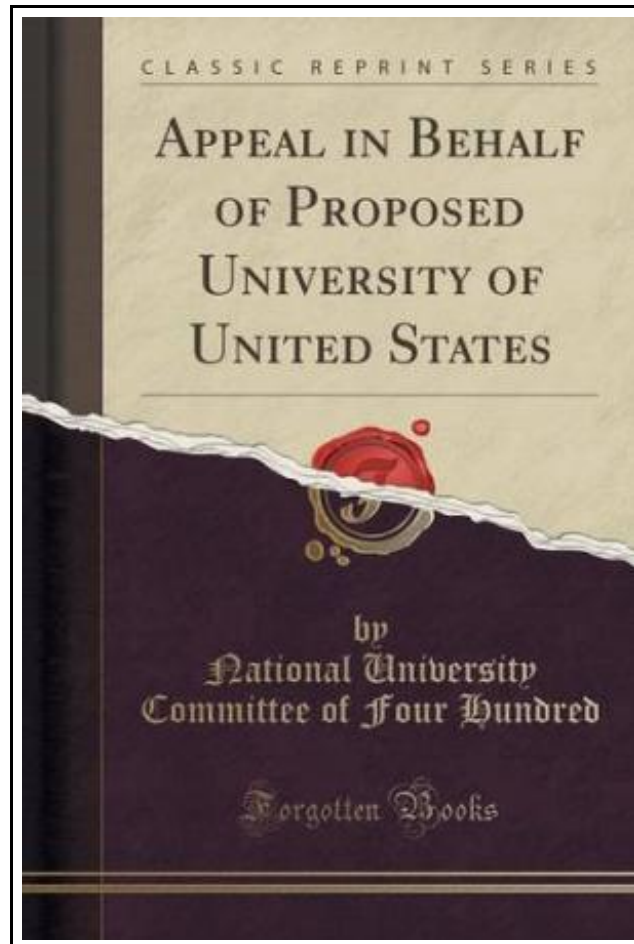 CLASSIC REPRINT SERIES
APPEAL IN BEHALF
OF PROPOSED
UNIVERSITY OF
UNITED STATES
by
National University
Committee of Four Hundred
Forgotten Books